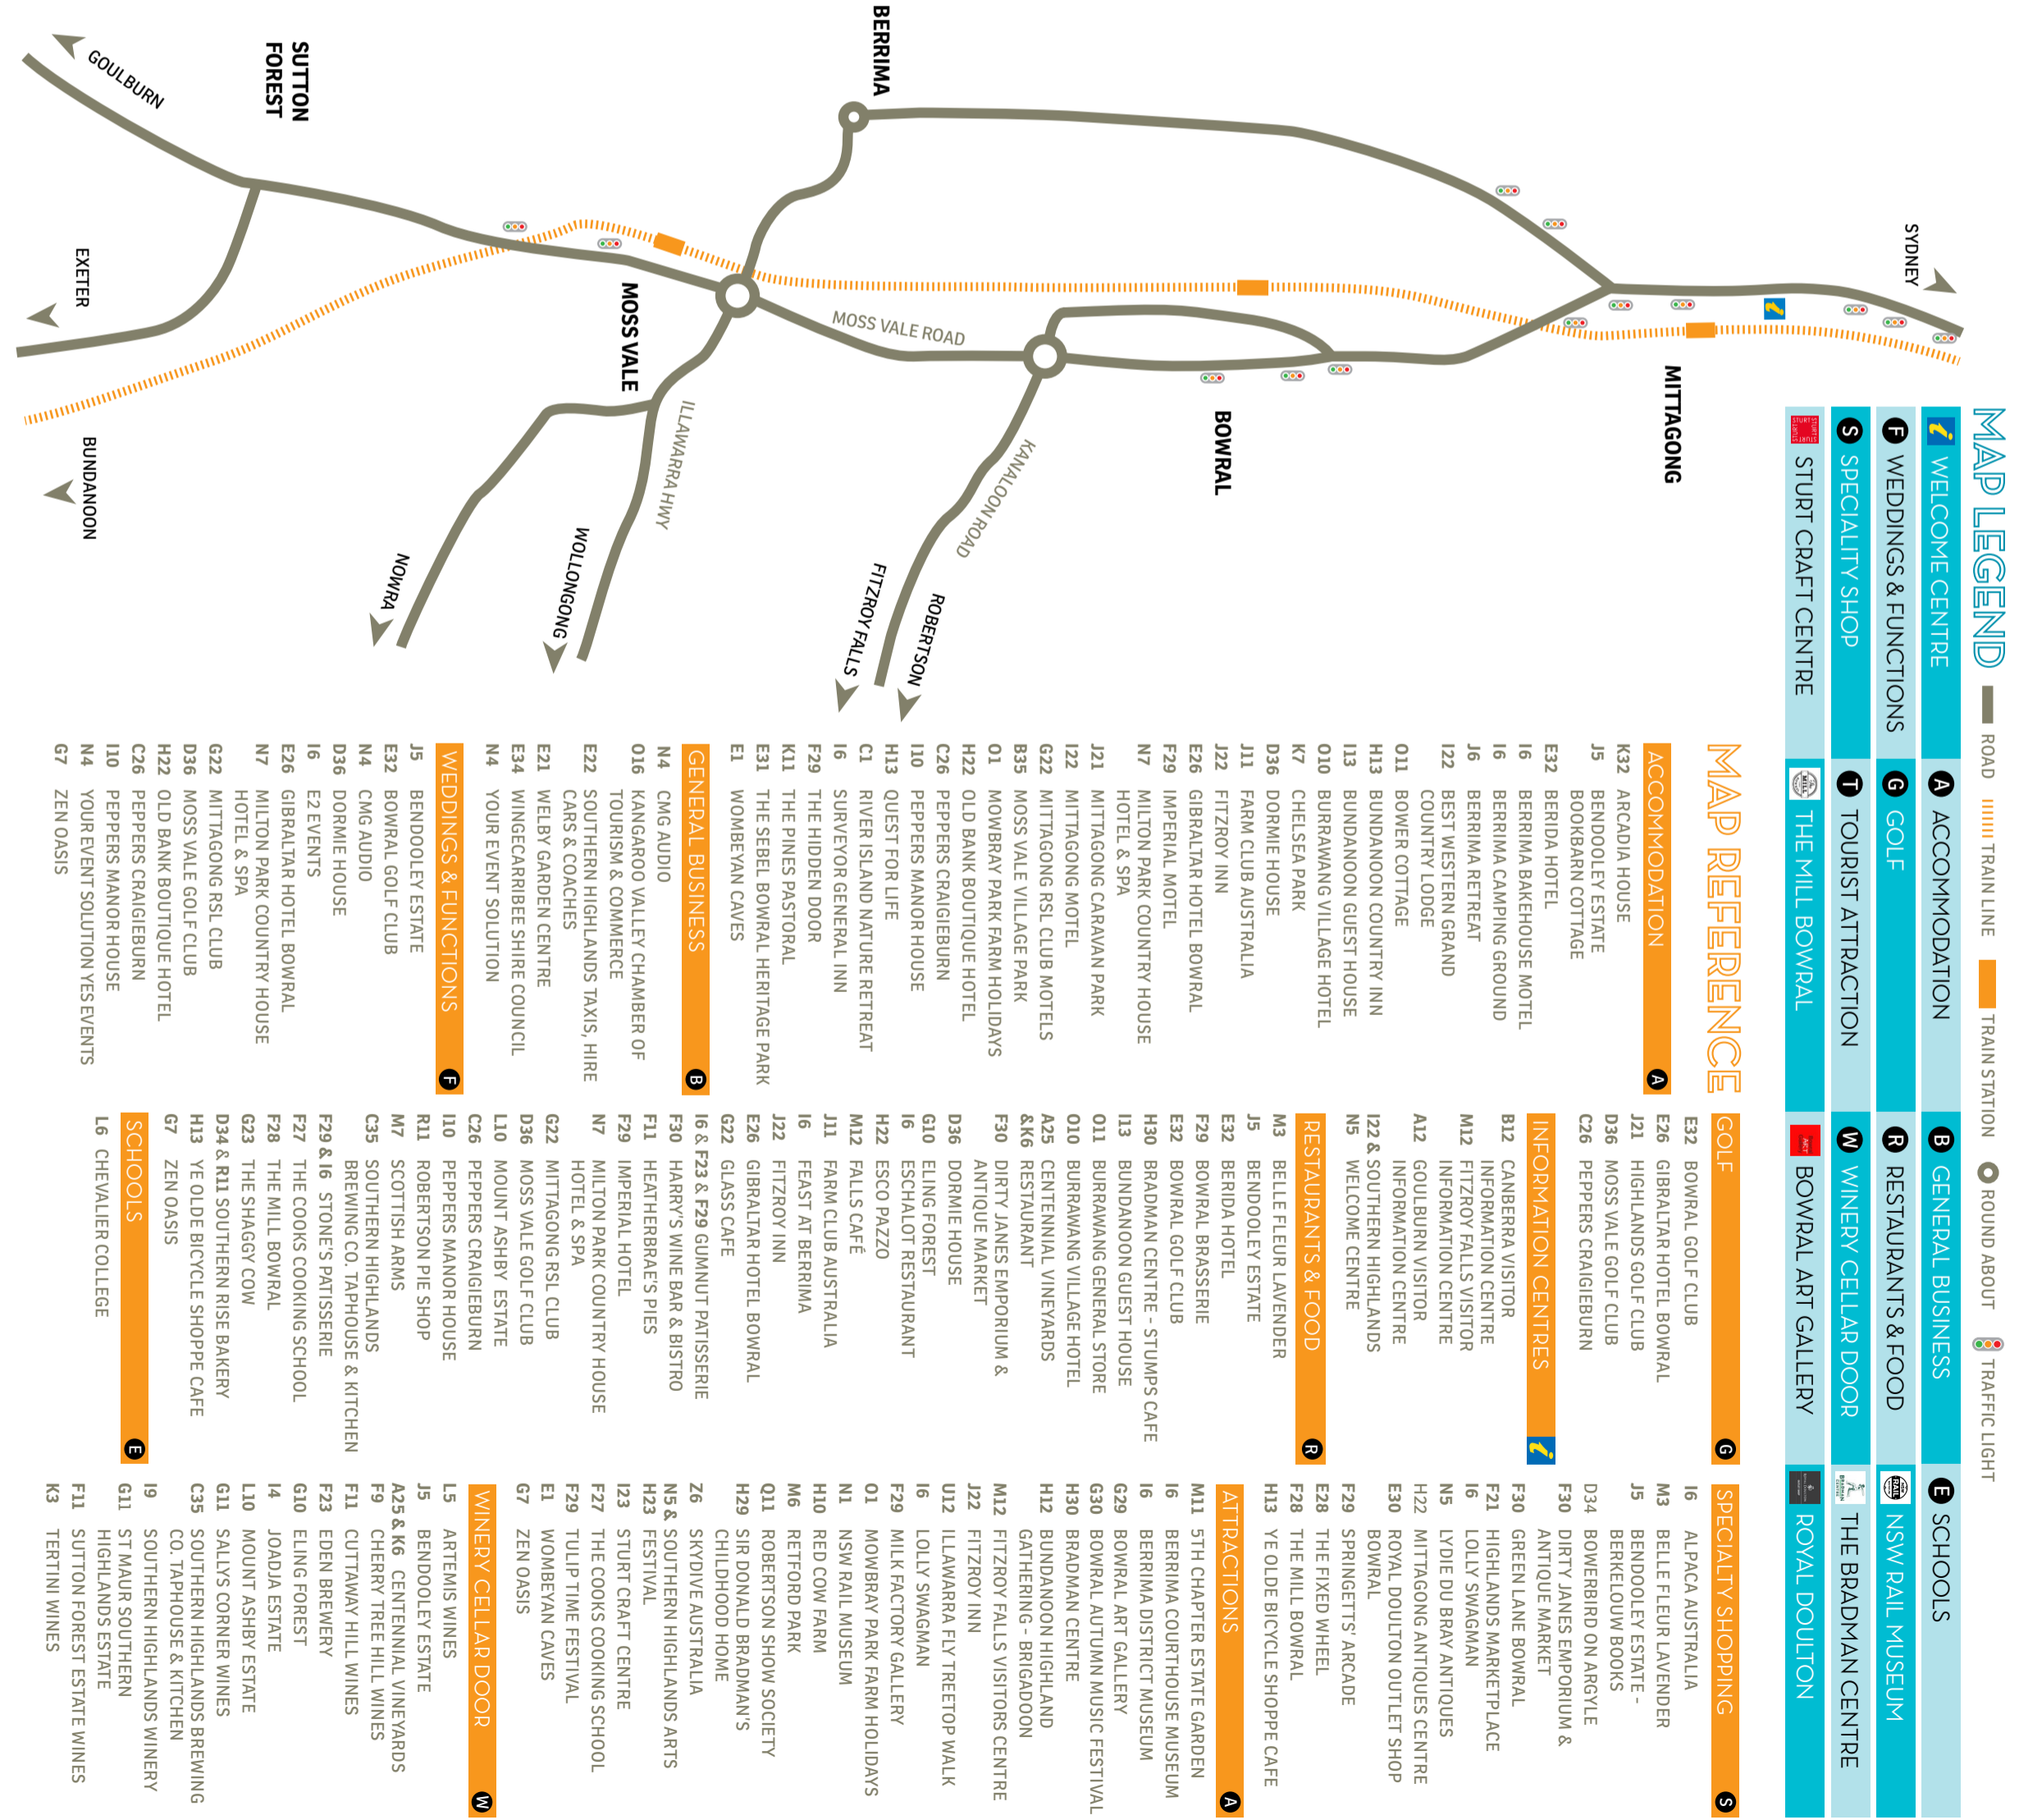 MAP LEGEND
ROAD
TRAIN LINE
TRAIN STATION
ROUND ABOUT
TRAFFIC LIGHT
i WELCOME CENTRE
A ACCOMMODATION
B GENERAL BUSINESS
E SCHOOLS
F WEDDINGS & FUNCTIONS
G GOLF
R RESTAURANTS & FOOD
NSW RAIL MUSEUM
S SPECIALITY SHOP
T TOURIST ATTRACTION
W WINERY CELLAR DOOR
THE BRADMAN CENTRE
STURT CRAFT CENTRE
THE MILL BOWRAL
BOWRAL ART GALLERY
ROYAL DOULTON
SYDNEY
i
MITTAGONG
BOWRAL
BERRIMA
MOSS VALE ROAD
KANALOON ROAD
ROBERTSON
FITZROY FALLS
MOSS VALE
ILLAWARRA HWY
WOLLONGONG
NOWRA
SUTTON
FOREST
GOULBURN
EXETER
BUNDANOON
MAP REFERENCE
ACCOMMODATION A
K32 ARCADIA HOUSE
J5 BENDOOLEY ESTATE
BOOKBARN COTTAGE
E32 BERIDA HOTEL
I6 BERRIMA BAKEHOUSE MOTEL
I6 BERRIMA CAMPING GROUND
J6 BERRIMA RETREAT
I22 BEST WESTERN GRAND
COUNTRY LODGE
O11 BOWER COTTAGE
H13 BUNDANOON COUNTRY INN
I13 BUNDANOON GUEST HOUSE
O10 BURRAWANG VILLAGE HOTEL
K7 CHELSEA PARK
D36 DORMIE HOUSE
J11 FARM CLUB AUSTRALIA
J22 FITZROY INN
E26 GIBRALTAR HOTEL BOWRAL
F29 IMPERIAL MOTEL
N7 MILTON PARK COUNTRY HOUSE
HOTEL & SPA
J21 MITTAGONG CARAVAN PARK
I22 MITTAGONG MOTEL
G22 MITTAGONG RSL CLUB MOTELS
B35 MOSS VALE VILLAGE PARK
O1 MOWBRAY PARK FARM HOLIDAYS
H22 OLD BANK BOUTIQUE HOTEL
C26 PEPPERS CRAIGIEBURN
I10 PEPPERS MANOR HOUSE
H13 QUEST FOR LIFE
C1 RIVER ISLAND NATURE RETREAT
I6 SURVEYOR GENERAL INN
F29 THE HIDDEN DOOR
K11 THE PINES PASTORAL
E31 THE SEBEL BOWRAL HERITAGE PARK
E1 WOMBEYAN CAVES
GENERAL BUSINESS B
N4 CMG AUDIO
O16 KANGAROO VALLEY CHAMBER OF
TOURISM & COMMERCE
E22 SOUTHERN HIGHLANDS TAXIS, HIRE
CARS & COACHES
E21 WELBY GARDEN CENTRE
E34 WINGECARRIBEE SHIRE COUNCIL
N4 YOUR EVENT SOLUTION
WEDDINGS & FUNCTIONS F
J5 BENDOOLEY ESTATE
E32 BOWRAL GOLF CLUB
N4 CMG AUDIO
D36 DORMIE HOUSE
I6 E2 EVENTS
E26 GIBRALTAR HOTEL BOWRAL
N7 MILTON PARK COUNTRY HOUSE
HOTEL & SPA
G22 MITTAGONG RSL CLUB
D36 MOSS VALE GOLF CLUB
H22 OLD BANK BOUTIQUE HOTEL
C26 PEPPERS CRAIGIEBURN
I10 PEPPERS MANOR HOUSE
N4 YOUR EVENT SOLUTION YES EVENTS
G7 ZEN OASIS
GOLF G
E32 BOWRAL GOLF CLUB
E26 GIBRALTAR HOTEL BOWRAL
J21 HIGHLANDS GOLF CLUB
D36 MOSS VALE GOLF CLUB
C26 PEPPERS CRAIGIEBURN
INFORMATION CENTRES i
B12 CANBERRA VISITOR
INFORMATION CENTRE
M12 FITZROY FALLS VISITOR
INFORMATION CENTRE
A12 GOULBURN VISITOR
INFORMATION CENTRE
I22 & SOUTHERN HIGHLANDS
N5 WELCOME CENTRE
RESTAURANTS & FOOD R
M3 BELLE FLEUR LAVENDER
J5 BENDOOLEY ESTATE
E32 BERIDA HOTEL
F29 BOWRAL BRASSERIE
E32 BOWRAL GOLF CLUB
H30 BRADMAN CENTRE - STUMPS CAFE
I13 BUNDANOON GUEST HOUSE
O11 BURRAWANG GENERAL STORE
O10 BURRAWANG VILLAGE HOTEL
A25 CENTENNIAL VINEYARDS
&K6 RESTAURANT
F30 DIRTY JANES EMPORIUM &
ANTIQUE MARKET
D36 DORMIE HOUSE
G10 ELING FOREST
I6 ESCHALOT RESTAURANT
H22 ESCO PAZZO
M12 FALLS CAFÉ
J11 FARM CLUB AUSTRALIA
I6 FEAST AT BERRIMA
J22 FITZROY INN
E26 GIBRALTAR HOTEL BOWRAL
G22 GLASS CAFE
I6 & F23 & F29 GUMNUT PATISSERIE
F30 HARRY'S WINE BAR & BISTRO
F11 HEATHERBRAE'S PIES
F29 IMPERIAL HOTEL
N7 MILTON PARK COUNTRY HOUSE
HOTEL & SPA
G22 MITTAGONG RSL CLUB
D36 MOSS VALE GOLF CLUB
L10 MOUNT ASHBY ESTATE
C26 PEPPERS CRAIGIEBURN
I10 PEPPERS MANOR HOUSE
R11 ROBERTSON PIE SHOP
M7 SCOTTISH ARMS
C35 SOUTHERN HIGHLANDS
BREWING CO. TAPHOUSE & KITCHEN
F29 & I6 STONE'S PATISSERIE
F27 THE COOKS COOKING SCHOOL
F28 THE MILL BOWRAL
G23 THE SHAGGY COW
D34 & R11 SOUTHERN RISE BAKERY
H13 YE OLDE BICYCLE SHOPPE CAFE
G7 ZEN OASIS
SCHOOLS E
L6 CHEVALIER COLLEGE
SPECIALTY SHOPPING S
I6 ALPACA AUSTRALIA
M3 BELLE FLEUR LAVENDER
J5 BENDOOLEY ESTATE -
BERKELOUW BOOKS
D34 BOWERBIRD ON ARGYLE
F30 DIRTY JANES EMPORIUM &
ANTIQUE MARKET
F30 GREEN LANE BOWRAL
F21 HIGHLANDS MARKETPLACE
I6 LOLLY SWAGMAN
N5 LYDIE DU BRAY ANTIQUES
H22 MITTAGONG ANTIQUES CENTRE
E30 ROYAL DOULTON OUTLET SHOP
BOWRAL
F29 SPRINGETTS' ARCADE
E28 THE FIXED WHEEL
F28 THE MILL BOWRAL
H13 YE OLDE BICYCLE SHOPPE CAFE
ATTRACTIONS A
M11 5TH CHAPTER ESTATE GARDEN
I6 BERRIMA COURTHOUSE MUSEUM
I6 BERRIMA DISTRICT MUSEUM
G29 BOWRAL ART GALLERY
G30 BOWRAL AUTUMN MUSIC FESTIVAL
H30 BRADMAN CENTRE
H12 BUNDANOON HIGHLAND
GATHERING - BRIGADOON
M12 FITZROY FALLS VISITORS CENTRE
J22 FITZROY INN
U12 ILLAWARRA FLY TREETOP WALK
I6 LOLLY SWAGMAN
F29 MILK FACTORY GALLERY
O1 MOWBRAY PARK FARM HOLIDAYS
N1 NSW RAIL MUSEUM
H10 RED COW FARM
M6 RETFORD PARK
Q11 ROBERTSON SHOW SOCIETY
H29 SIR DONALD BRADMAN'S
CHILDHOOD HOME
Z6 SKYDIVE AUSTRALIA
N5 & SOUTHERN HIGHLANDS ARTS
H23 FESTIVAL
I23 STURT CRAFT CENTRE
F27 THE COOKS COOKING SCHOOL
F29 TULIP TIME FESTIVAL
E1 WOMBEYAN CAVES
G7 ZEN OASIS
WINERY CELLAR DOOR W
L5 ARTEMIS WINES
J5 BENDOOLEY ESTATE
A25 & K6 CENTENNIAL VINEYARDS
F9 CHERRY TREE HILL WINES
F11 CUTTAWAY HILL WINES
F23 EDEN BREWERY
G10 ELING FOREST
I4 JOADJA ESTATE
L10 MOUNT ASHBY ESTATE
G11 SALLYS CORNER WINES
C35 SOUTHERN HIGHLANDS BREWING
CO. TAPHOUSE & KITCHEN
I9 SOUTHERN HIGHLANDS WINERY
G11 ST MAUR SOUTHERN
HIGHLANDS ESTATE
F11 SUTTON FOREST ESTATE WINES
K3 TERTINI WINES